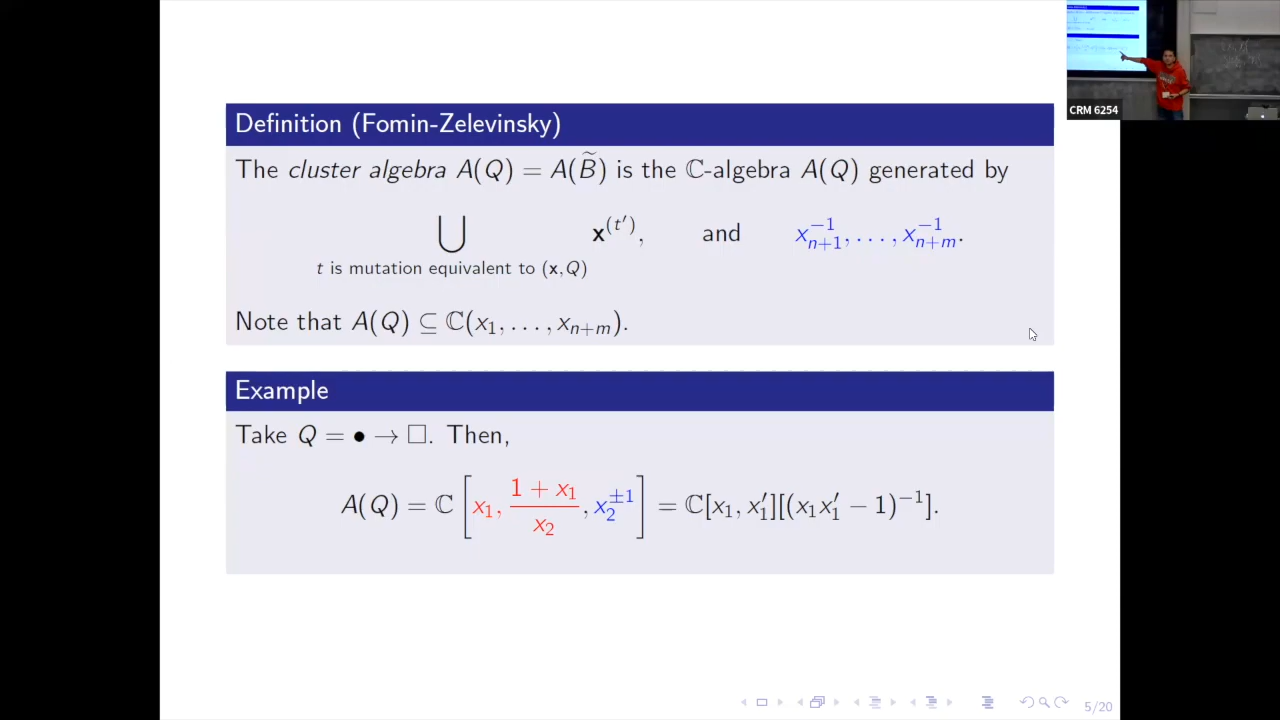 CRM 6254
Definition (Fomin-Zelevinsky)
The cluster algebra A(Q) = A(B̃) is the ℂ-algebra A(Q) generated by
⋃ x^{(t′)}, and x_{n+1}^{-1}, . . . , x_{n+m}^{-1}.
t is mutation equivalent to (x, Q)
Note that A(Q) ⊆ ℂ(x_1, . . . , x_{n+m}).
Example
Take Q = • → □. Then,
A(Q) = ℂ [x_1, \frac{1 + x_1}{x_2}, x_2^{±1}] = ℂ[x_1, x_1′][(x_1x_1′ − 1)^{−1}].
5/20